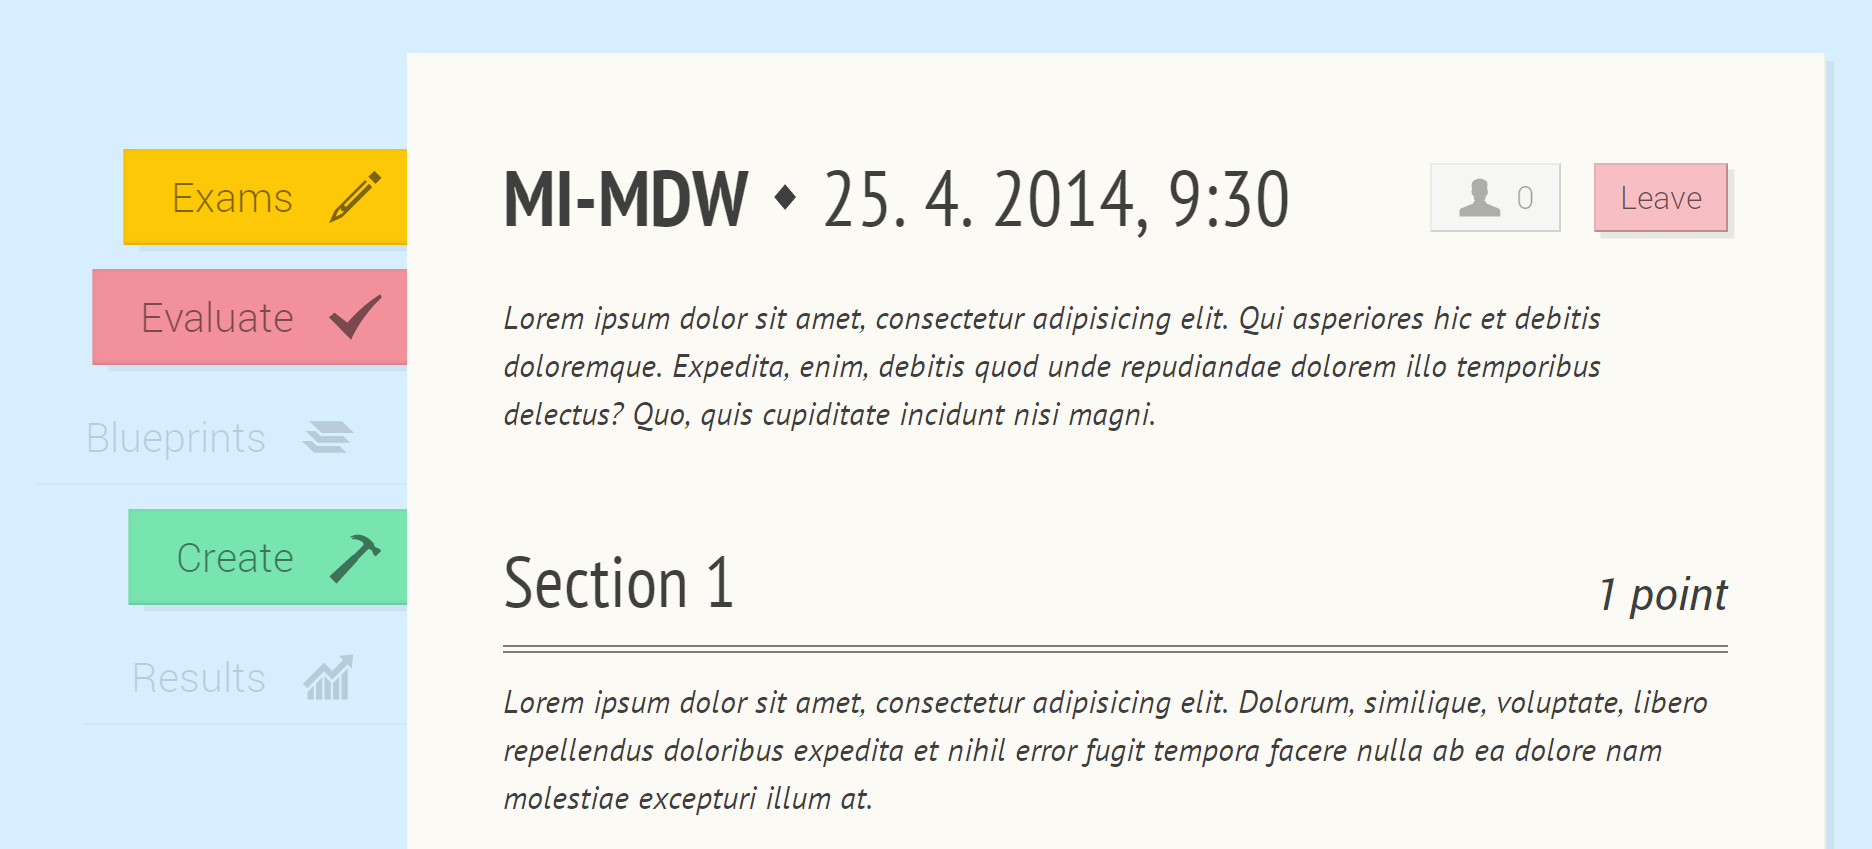 Exams
Evaluate
Blueprints
Create
Results
MI-MDW ♦ 25. 4. 2014, 9:30
0
Leave
Lorem ipsum dolor sit amet, consectetur adipisicing elit. Qui asperiores hic et debitis
doloremque. Expedita, enim, debitis quod unde repudiandae dolorem illo temporibus
delectus? Quo, quis cupiditate incidunt nisi magni.
Section 1
1 point
Lorem ipsum dolor sit amet, consectetur adipisicing elit. Dolorum, similique, voluptate, libero
repellendus doloribus expedita et nihil error fugit tempora facere nulla ab ea dolore nam
molestiae excepturi illum at.